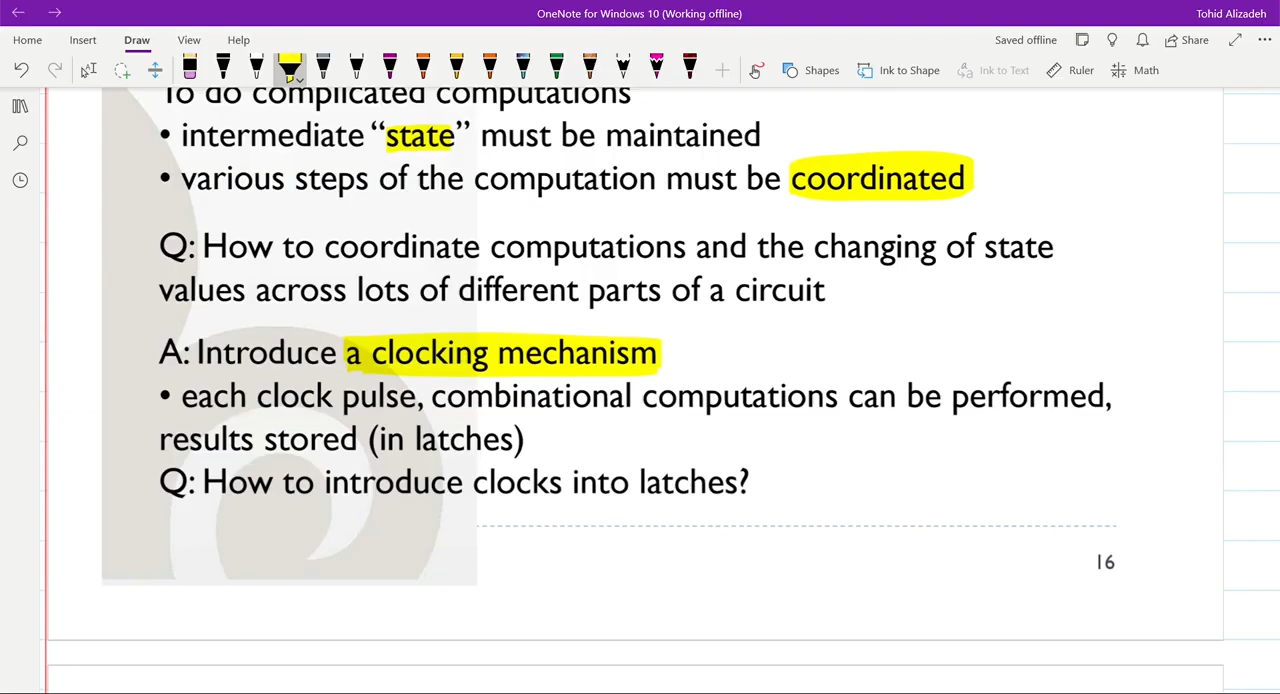 OneNote for Windows 10 (Working offline)
Tohid Alizadeh
Home Insert Draw View Help
Saved offline
Share
Shapes
Ink to Shape
Ink to Text
Ruler
Math
To do complicated computations
• intermediate “state” must be maintained
• various steps of the computation must be coordinated
Q: How to coordinate computations and the changing of state
values across lots of different parts of a circuit
A: Introduce a clocking mechanism
• each clock pulse, combinational computations can be performed,
results stored (in latches)
Q: How to introduce clocks into latches?
16